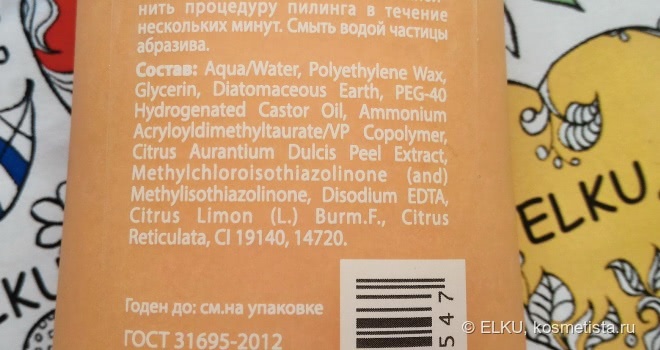 нить процедуру пилинга в течение
нескольких минут. Смыть водой частицы
абразива.
Состав: Aqua/Water, Polyethylene Wax,
Glycerin, Diatomaceous Earth, PEG-40
Hydrogenated Castor Oil, Ammonium
Acryloyldimethyltaurate/VP Copolymer,
Citrus Aurantium Dulcis Peel Extract,
Methylchloroisothiazolinone (and)
Methylisothiazolinone, Disodium EDTA,
Citrus Limon (L.) Burm.F., Citrus
Reticulata, CI 19140, 14720.
Годен до: см.на упаковке
ГОСТ 31695-2012
547
ELKU.
ELKU
© ELKU, kosmetista.ru